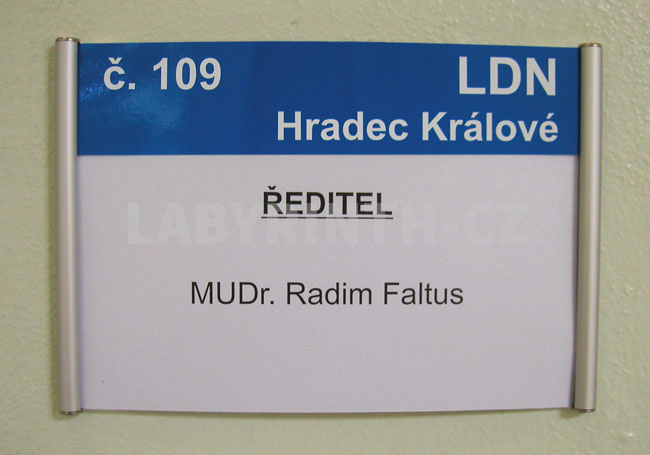 č. 109
LDN
Hradec Králové
ŘEDITEL
LABYRINTH-CZ
MUDr. Radim Faltus